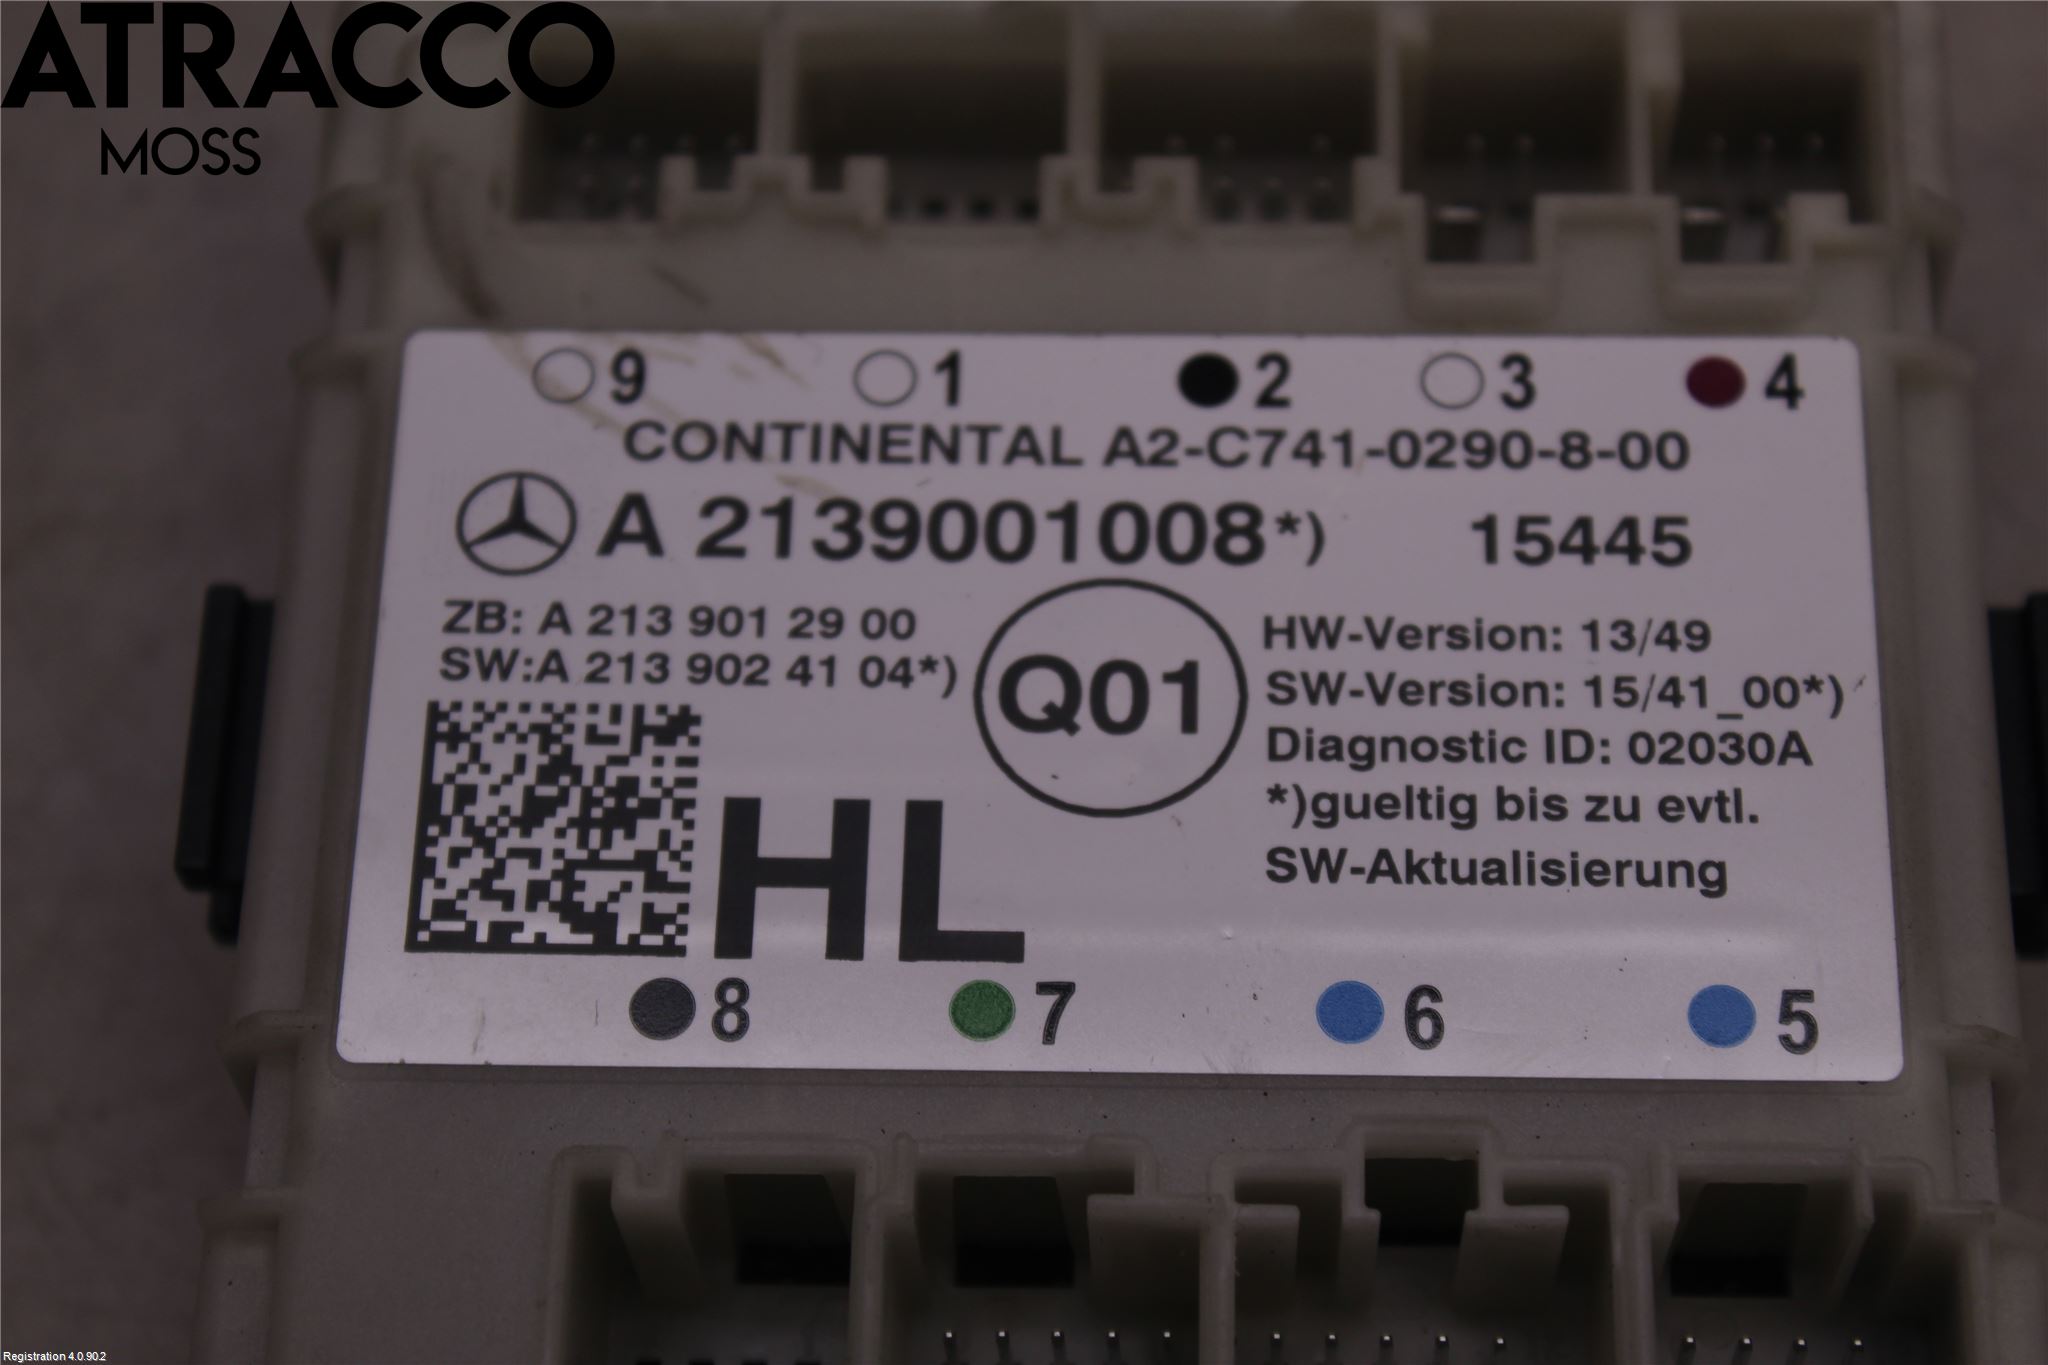 ATRACCO
MOSS
9 1 2 3 4
CONTINENTAL A2-C741-0290-8-00
A 2139001008*) 15445
ZB: A 213 901 29 00
SW:A 213 902 41 04*)
Q01
HW-Version: 13/49
SW-Version: 15/41_00*)
Diagnostic ID: 02030A
*)gueltig bis zu evtl.
SW-Aktualisierung
HL
8 7 6 5
Registration 4.0.90.2